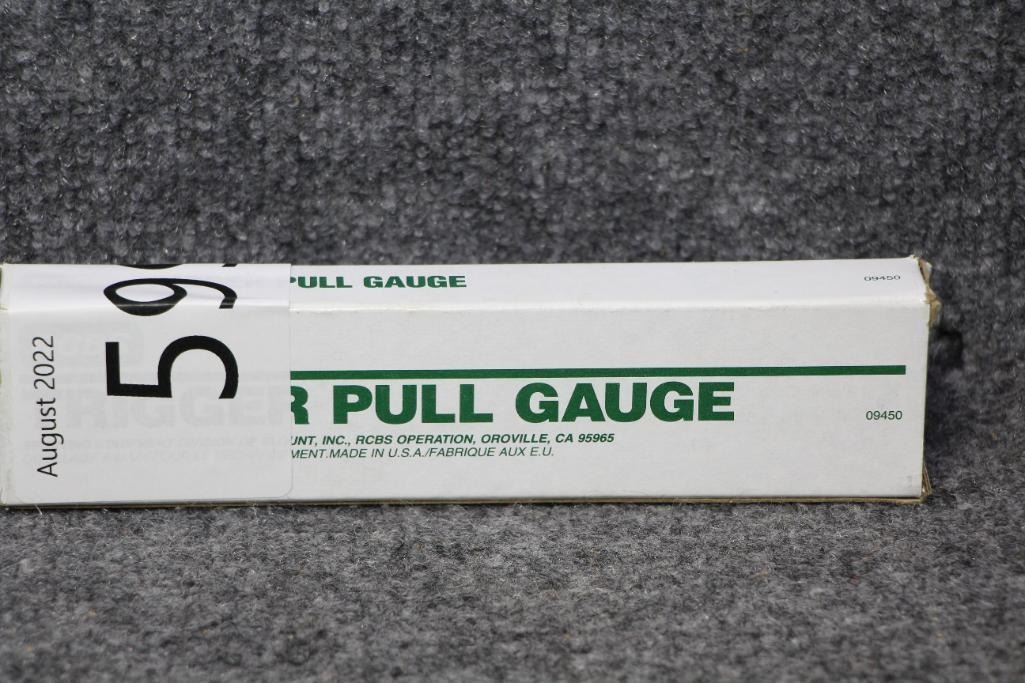 PULL GAUGE
09450
August 2022
TRIGGER PULL GAUGE
09450
UNT, INC., RCBS OPERATION, OROVILLE, CA 95965
MENT.MADE IN U.S.A./FABRIQUE AUX E.U.